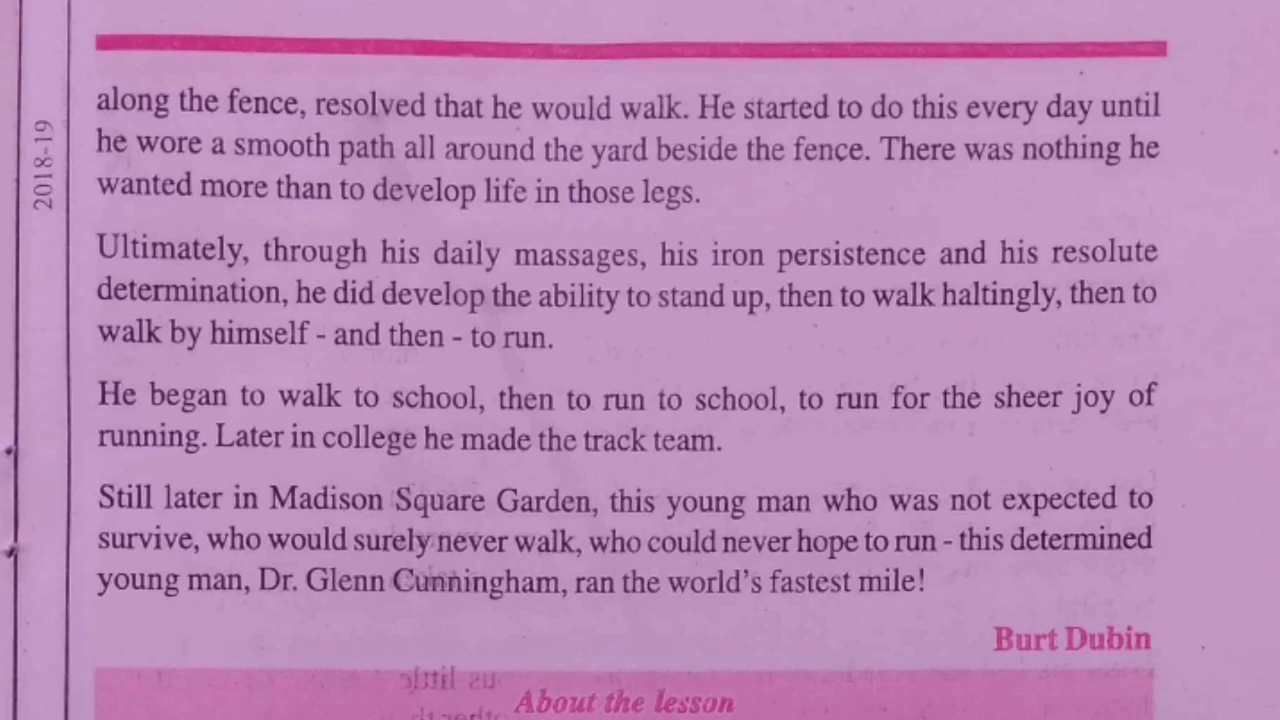 2018-19
along the fence, resolved that he would walk. He started to do this every day until
he wore a smooth path all around the yard beside the fence. There was nothing he
wanted more than to develop life in those legs.
Ultimately, through his daily massages, his iron persistence and his resolute
determination, he did develop the ability to stand up, then to walk haltingly, then to
walk by himself - and then - to run.
He began to walk to school, then to run to school, to run for the sheer joy of
running. Later in college he made the track team.
Still later in Madison Square Garden, this young man who was not expected to
survive, who would surely never walk, who could never hope to run - this determined
young man, Dr. Glenn Cunningham, ran the world's fastest mile!
Burt Dubin
About the lesson